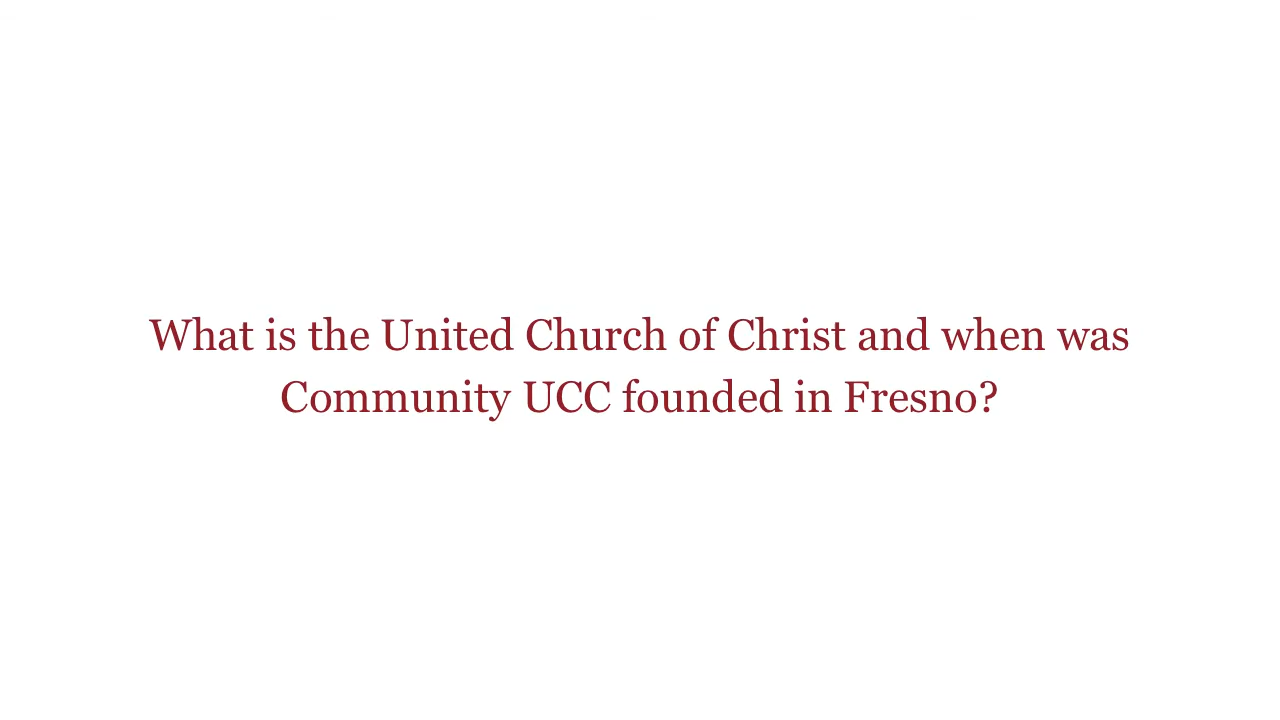 What is the United Church of Christ and when was
Community UCC founded in Fresno?